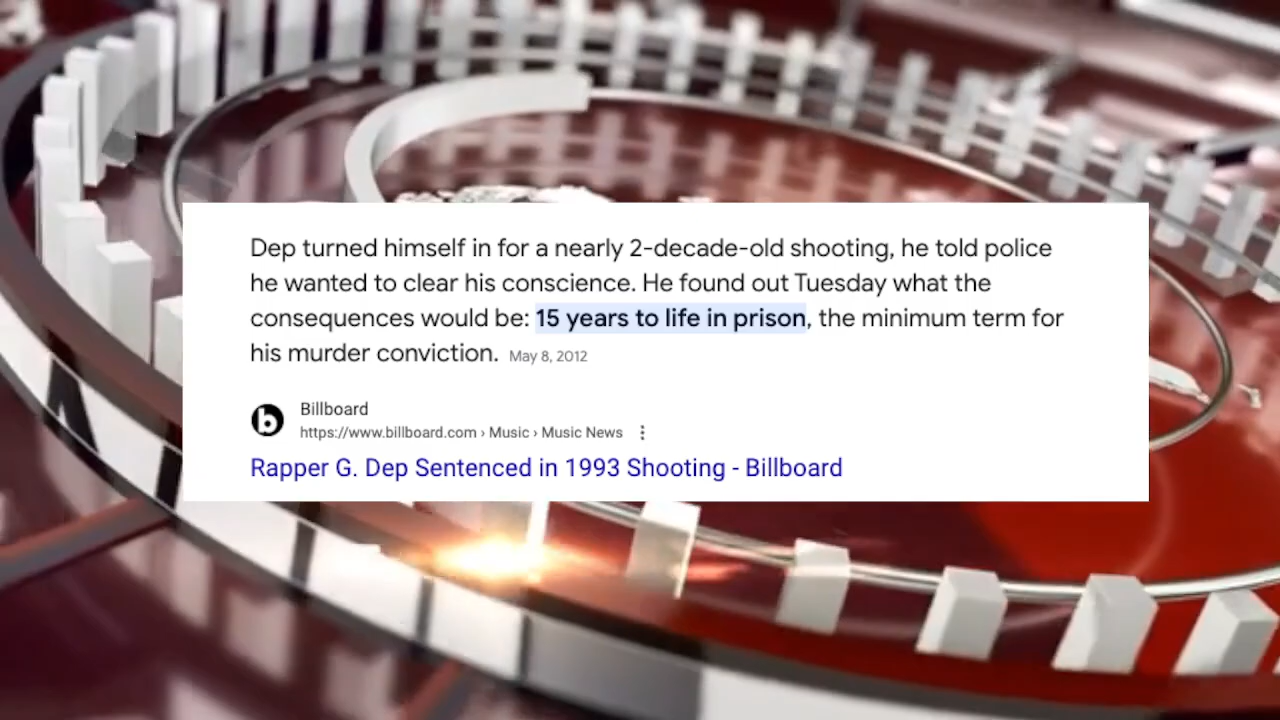 Dep turned himself in for a nearly 2-decade-old shooting, he told police
he wanted to clear his conscience. He found out Tuesday what the
consequences would be: 15 years to life in prison, the minimum term for
his murder conviction. May 8, 2012
Billboard
https://www.billboard.com › Music › Music News
Rapper G. Dep Sentenced in 1993 Shooting - Billboard